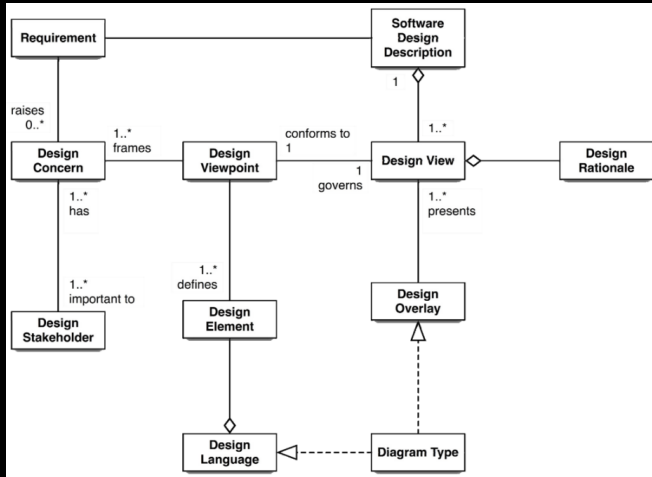 Requirement
Software
Design
Description
1
raises
0..*
1..*
frames
conforms to
1
1..*
1
governs
Design
Concern
Design
Viewpoint
Design View
Design
Rationale
1..*
has
1..*
presents
1..*
important to
1..*
defines
Design
Stakeholder
Design
Element
Design
Overlay
Design
Language
Diagram Type